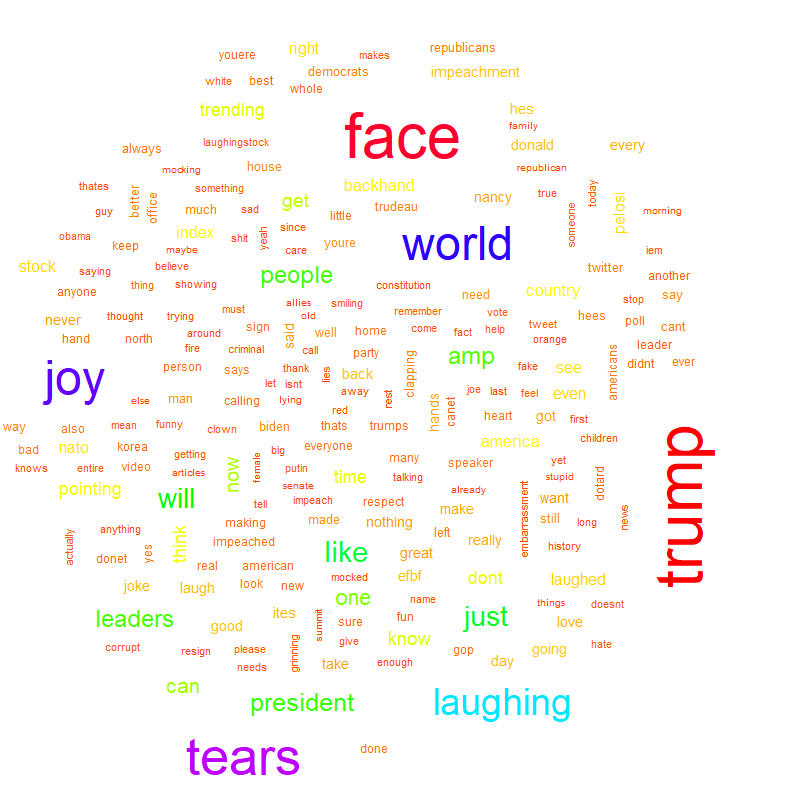 republicans
right
youere
makes
democrats
impeachment
white
best
whole
trending
hes
face
family
laughingstock
donald
every
always
mocking
house
republican
thates
something
backhand
nancy
true
today
better
office
guy
much
sad
get
little
trudeau
someone
pelosi
morning
obama
index
shit
yeah
since
keep
maybe
care
youre
world
iem
stock
saying
believe
people
twitter
another
anyone
thing
showing
constitution
need
country
say
allies
smiling
stop
never
thought
trying
must
old
remember
vote
hees
poll
hand
north
around
sign
said
well
home
come
fact
help
tweet
cant
fire
criminal
call
party
amp
orange
leader
joy
person
says
thank
lies
back
clapping
fake
see
americans
didnt
ever
let
isnt
rest
joe
last
feel
even
else
man
calling
lying
away
hands
canet
red
heart
got
first
way
also
mean
funny
clown
biden
thats
trumps
children
bad
nato
korea
everyone
america
trump
knows
entire
video
getting
articles
now
female
big
putin
time
many
talking
speaker
yet
stupid
dotard
pointing
will
senate
already
embarrassment
tell
impeach
respect
make
want
news
actually
anything
making
made
nothing
still
long
think
impeached
left
really
history
donet
yes
real
american
like
great
joke
laugh
look
new
mocked
efbf
dont
laughed
one
name
things
doesnt
leaders
ites
summit
sure
fun
just
love
good
know
corrupt
resign
please
grinning
give
gop
going
hate
needs
take
enough
day
can
president
laughing
tears
done